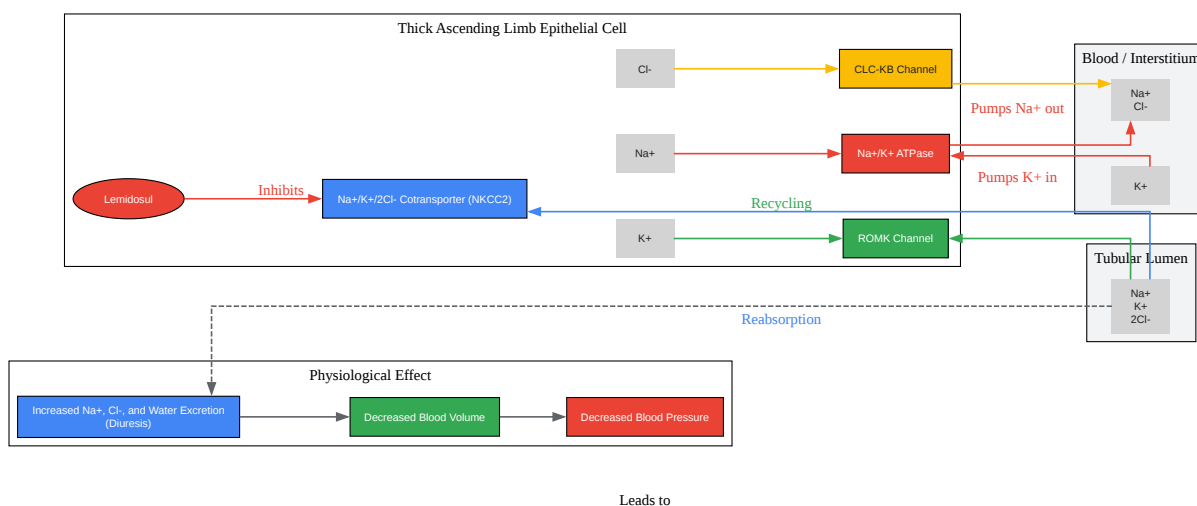 Thick Ascending Limb Epithelial Cell
Cl-
CLC-KB Channel
Blood / Interstitium
Na+
Cl-
Pumps Na+ out
Na+
Na+/K+ ATPase
Pumps K+ in
K+
Lemidosul
Inhibits
Na+/K+/2Cl- Cotransporter (NKCC2)
Recycling
K+
ROMK Channel
Tubular Lumen
Na+
K+
2Cl-
Reabsorption
Physiological Effect
Increased Na+, Cl-, and Water Excretion
(Diuresis)
Decreased Blood Volume
Decreased Blood Pressure
Leads to